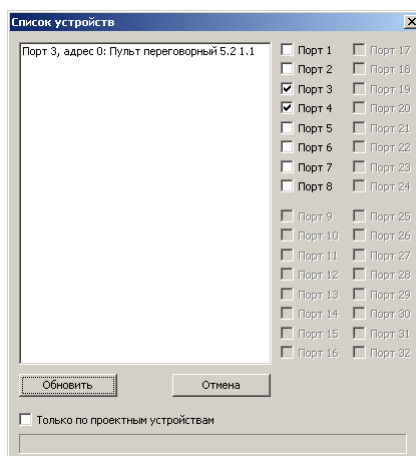 Список устройств
Порт 3, адрес 0: Пульт переговорный 5.2 1.1
Порт 1
Порт 2
Порт 3
Порт 4
Порт 5
Порт 6
Порт 7
Порт 8
Порт 9
Порт 10
Порт 11
Порт 12
Порт 13
Порт 14
Порт 15
Порт 16
Порт 17
Порт 18
Порт 19
Порт 20
Порт 21
Порт 22
Порт 23
Порт 24
Порт 25
Порт 26
Порт 27
Порт 28
Порт 29
Порт 30
Порт 31
Порт 32
Обновить
Отмена
Только по проектным устройствам